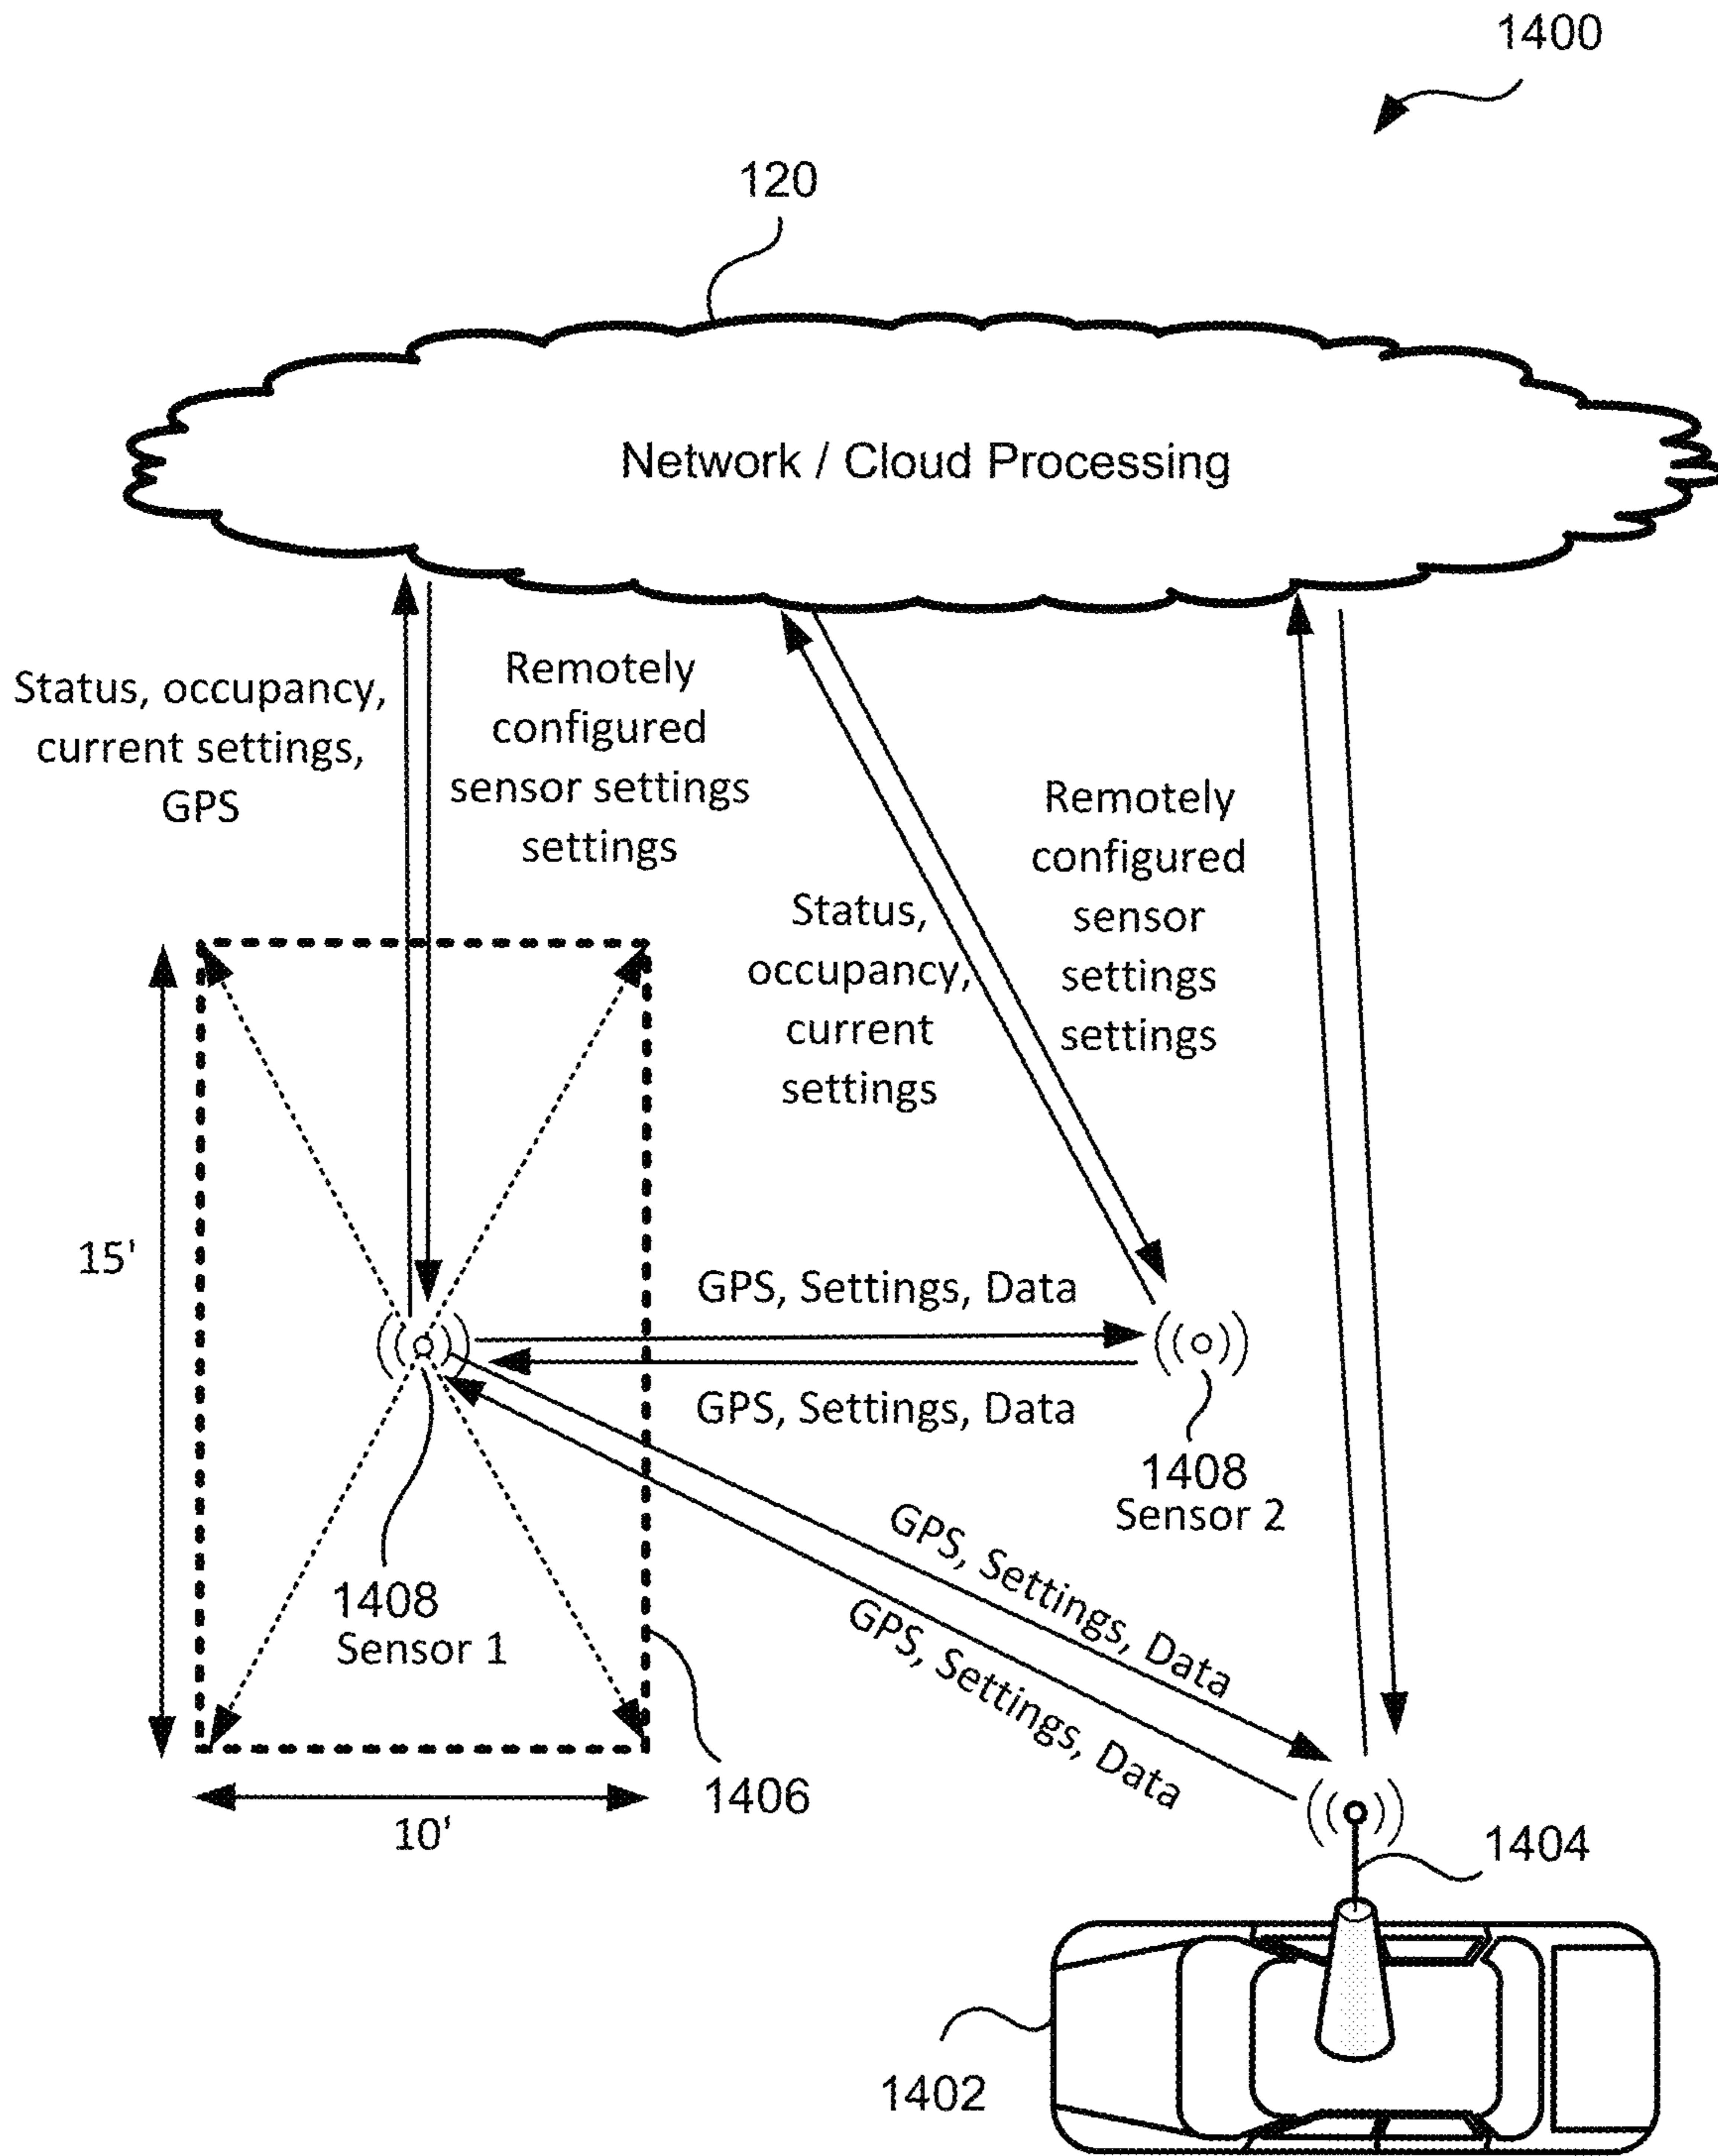 1400
120
Network / Cloud Processing
Status, occupancy,
current settings,
GPS
Remotely
configured
sensor settings
settings
Remotely
configured
sensor
settings
settings
Status,
occupancy,
current
settings
15'
GPS, Settings, Data
GPS, Settings, Data
1408
Sensor 2
GPS, Settings, Data
GPS, Settings, Data
1408
Sensor 1
1406
10'
1404
1402